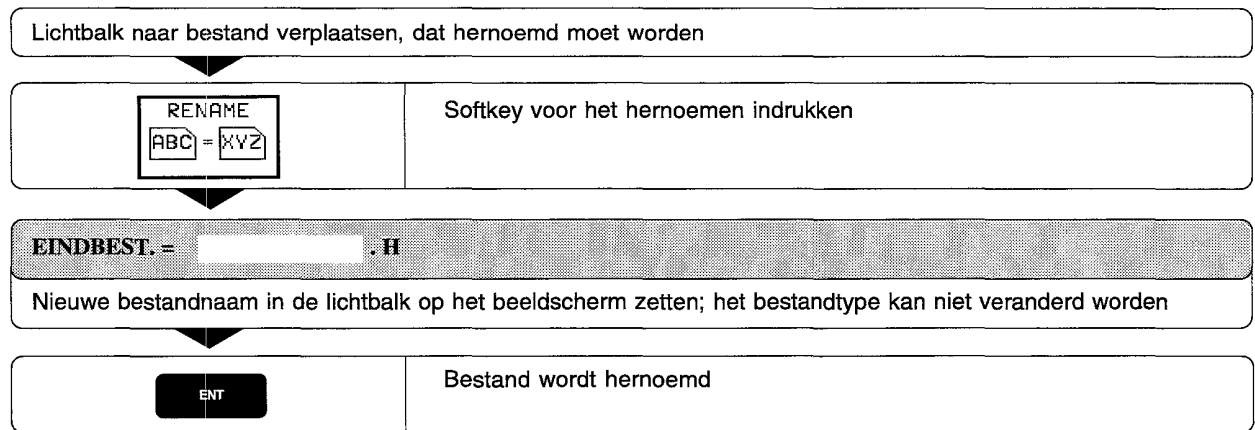 Lichtbalk naar bestand verplaatsen, dat hernoemd moet worden
RENAME
ABC = XYZ
Softkey voor het hernoemen indrukken
EINDBEST. = . H
Nieuwe bestandnaam in de lichtbalk op het beeldscherm zetten; het bestandtype kan niet veranderd worden
ENT
Bestand wordt hernoemd